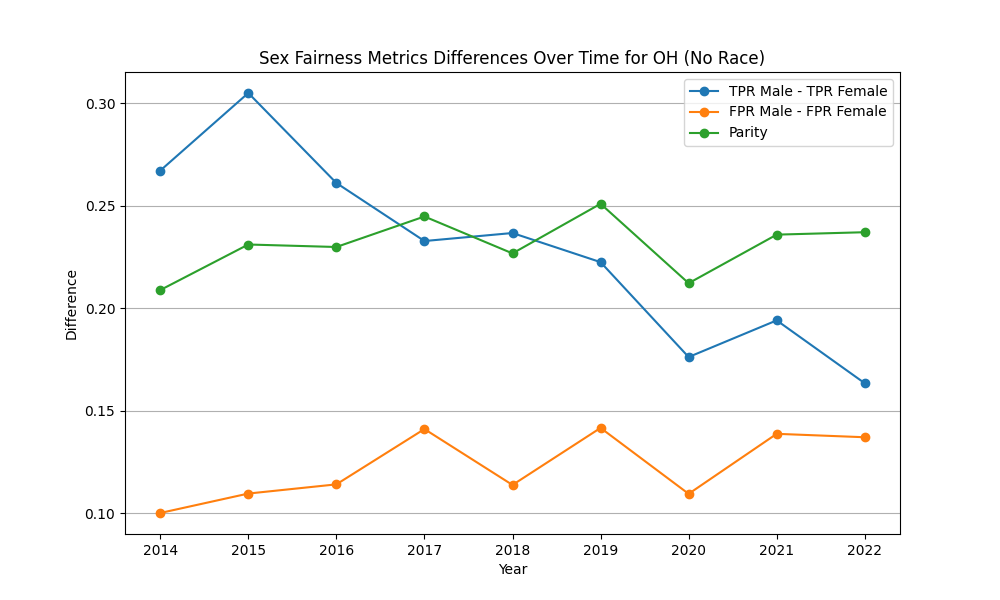 Sex Fairness Metrics Differences Over Time for OH (No Race)
TPR Male - TPR Female
FPR Male - FPR Female
Parity
Difference
0.30
0.25
0.20
0.15
0.10
2014 2015 2016 2017 2018 2019 2020 2021 2022
Year